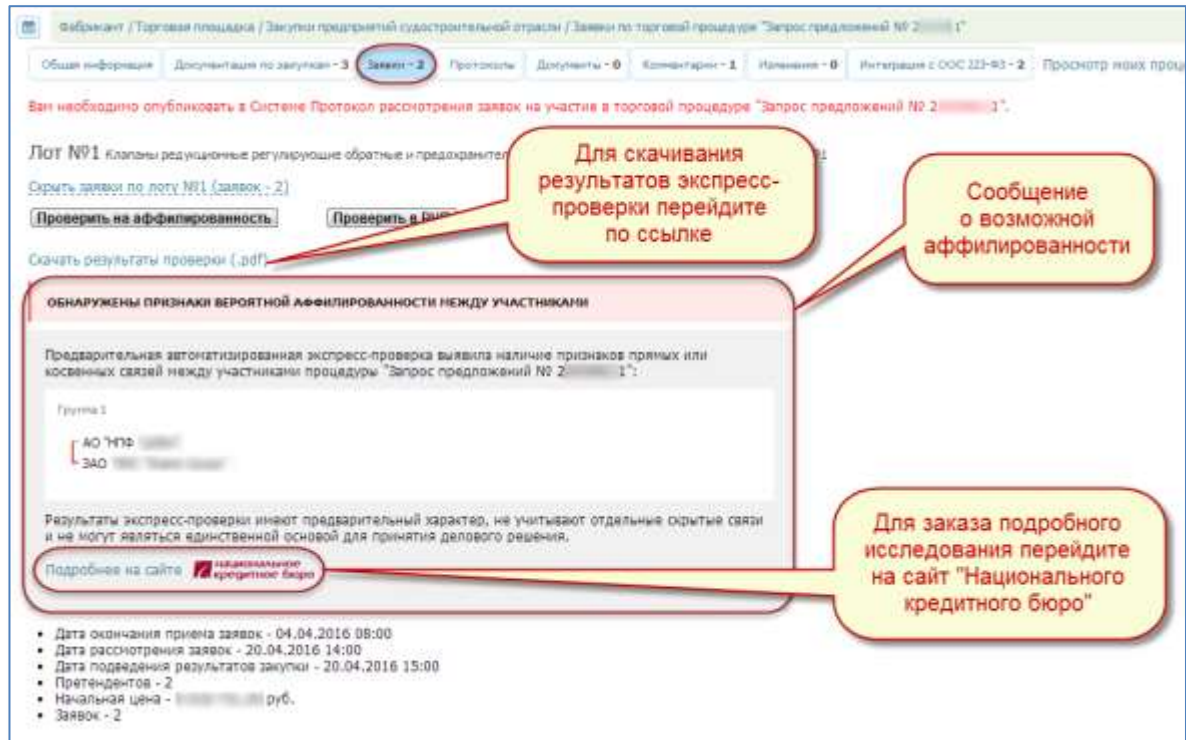 Фабрикант / Торговая площадка / Закупки предприятий судостроительной отрасли / Заявки по торговой процедуре "Запрос предложений № 2 1"
Общая информация Документация по закупкам - 3 Заявки - 2 Протоколы Документы - 0 Комментарии - 1 Изменения - 0 Интеграция с ООС 223-ФЗ - 2 Просмотр моих проц
Вам необходимо опубликовать в Системе Протокол рассмотрения заявок на участие в торговой процедуре "Запрос предложений № 2 1".
Лот №1 Клапаны редукционные регулирующие обратные и предохранител
Скрыть заявки по лоту №1 (заявок - 2)
Проверить на аффилированность Проверить в
Скачать результаты проверки (.pdf)
Для скачивания
результатов экспресс-
проверки перейдите
по ссылке
Сообщение
о возможной
аффилированности
ОБНАРУЖЕНЫ ПРИЗНАКИ ВЕРОЯТНОЙ АФФИЛИРОВАННОСТИ МЕЖДУ УЧАСТНИКАМИ
Предварительная автоматизированная экспресс-проверка выявила наличие признаков прямых или
косвенных связей между участниками процедуры "Запрос предложений № 2 1":
Группа 1
АО "НПФ
ЗАО
Результаты экспресс-проверки имеют предварительный характер, не учитывают отдельные скрытые связи
и не могут являться единственной основой для принятия делового решения.
Подробнее на сайте национальное
кредитное бюро
Для заказа подробного
исследования перейдите
на сайт "Национального
кредитного бюро"
• Дата окончания приема заявок - 04.04.2016 08:00
• Дата рассмотрения заявок - 20.04.2016 14:00
• Дата подведения результатов закупки - 20.04.2016 15:00
• Претендентов - 2
• Начальная цена - руб.
• Заявок - 2